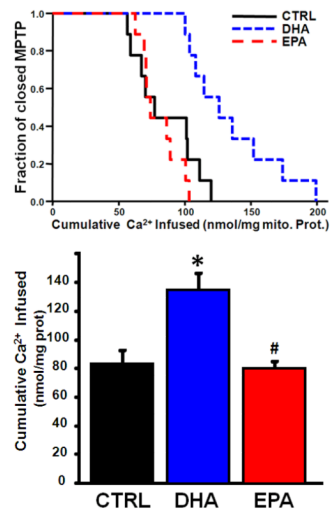 CTRL
DHA
EPA
Fraction of closed MPTP
1.0
0.8
0.6
0.4
0.2
0.0
0
50
100
150
200
Cumulative Ca²⁺ Infused (nmol/mg mito. Prot.)
Cumulative Ca²⁺ Infused
(nmol/mg prot)
140
120
100
80
60
40
20
0
*
#
CTRL DHA EPA